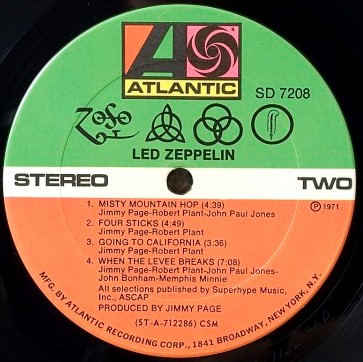 ATLANTIC
SD 7208
LED ZEPPELIN
STEREO TWO
1. MISTY MOUNTAIN HOP (4:39)
Jimmy Page-Robert Plant-John Paul Jones
℗ 1971
2. FOUR STICKS (4:49)
Jimmy Page-Robert Plant
3. GOING TO CALIFORNIA (3:36)
Jimmy Page-Robert Plant
4. WHEN THE LEVEE BREAKS (7:08)
Jimmy Page-Robert Plant-John Paul Jones-
John Bonham-Memphis Minnie
All selections published by Superhype Music,
Inc., ASCAP
PRODUCED BY JIMMY PAGE
(ST-A-712286) CSM
MFG. BY ATLANTIC RECORDING CORP., 1841 BROADWAY, NEW YORK, N.Y.